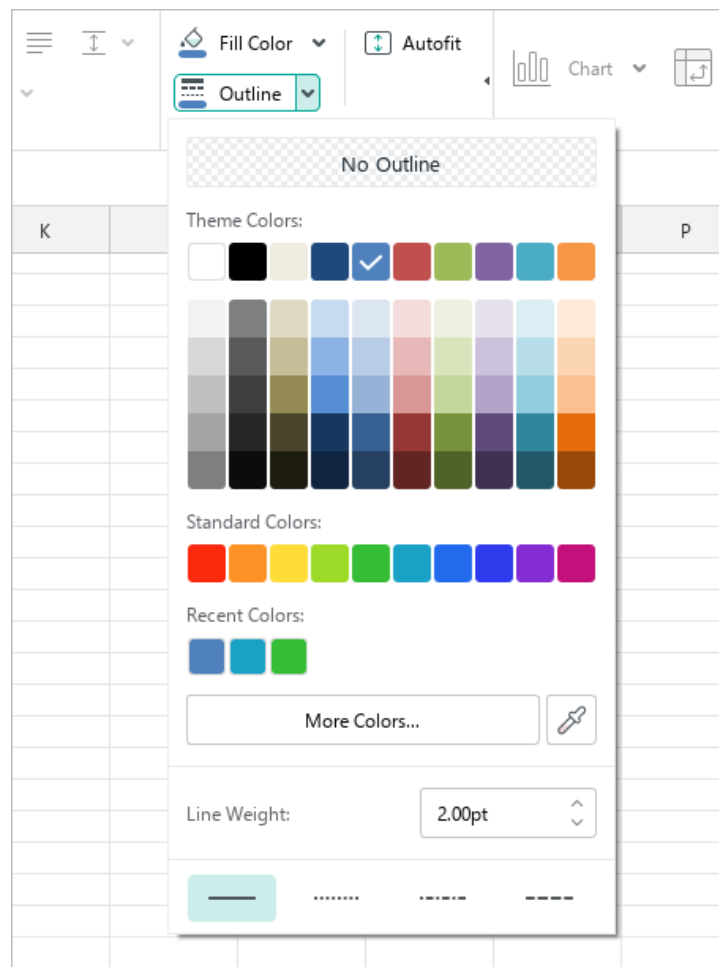 Fill Color
Autofit
Outline
Chart
No Outline
Theme Colors:
K
P
Standard Colors:
Recent Colors:
More Colors...
Line Weight:
2.00pt